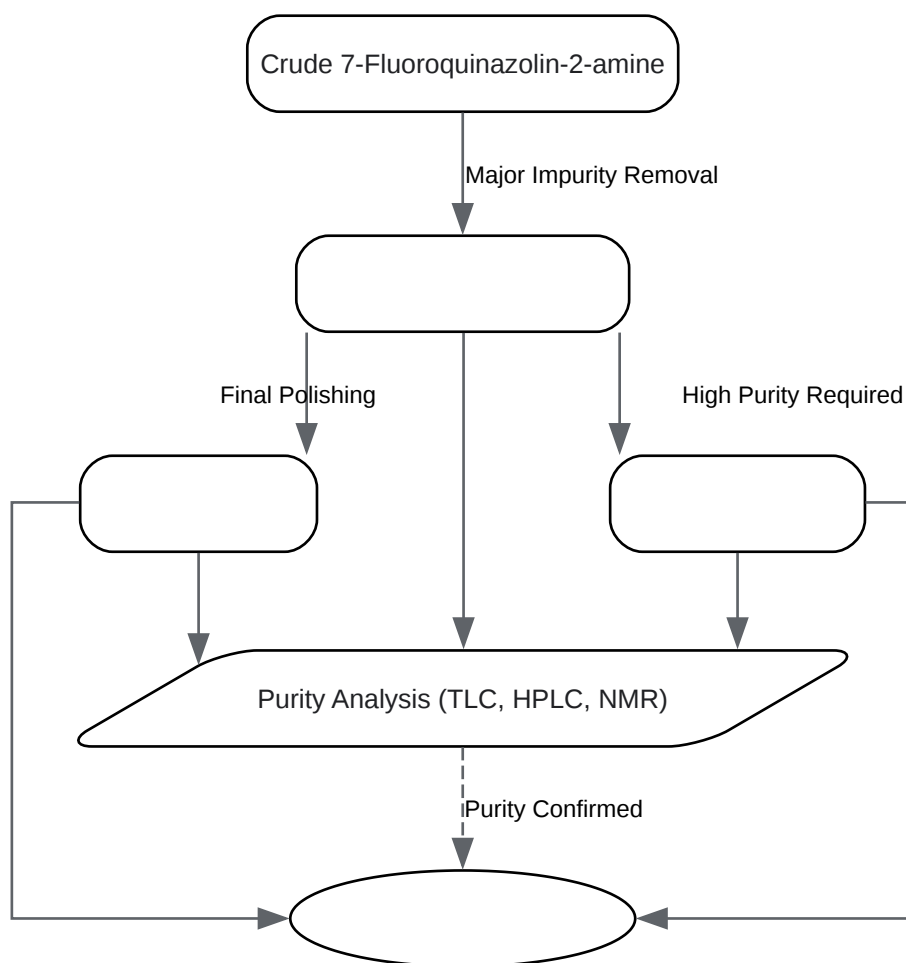 Crude 7-Fluoroquinazolin-2-amine
Major Impurity Removal
Final Polishing
High Purity Required
Purity Analysis (TLC, HPLC, NMR)
Purity Confirmed